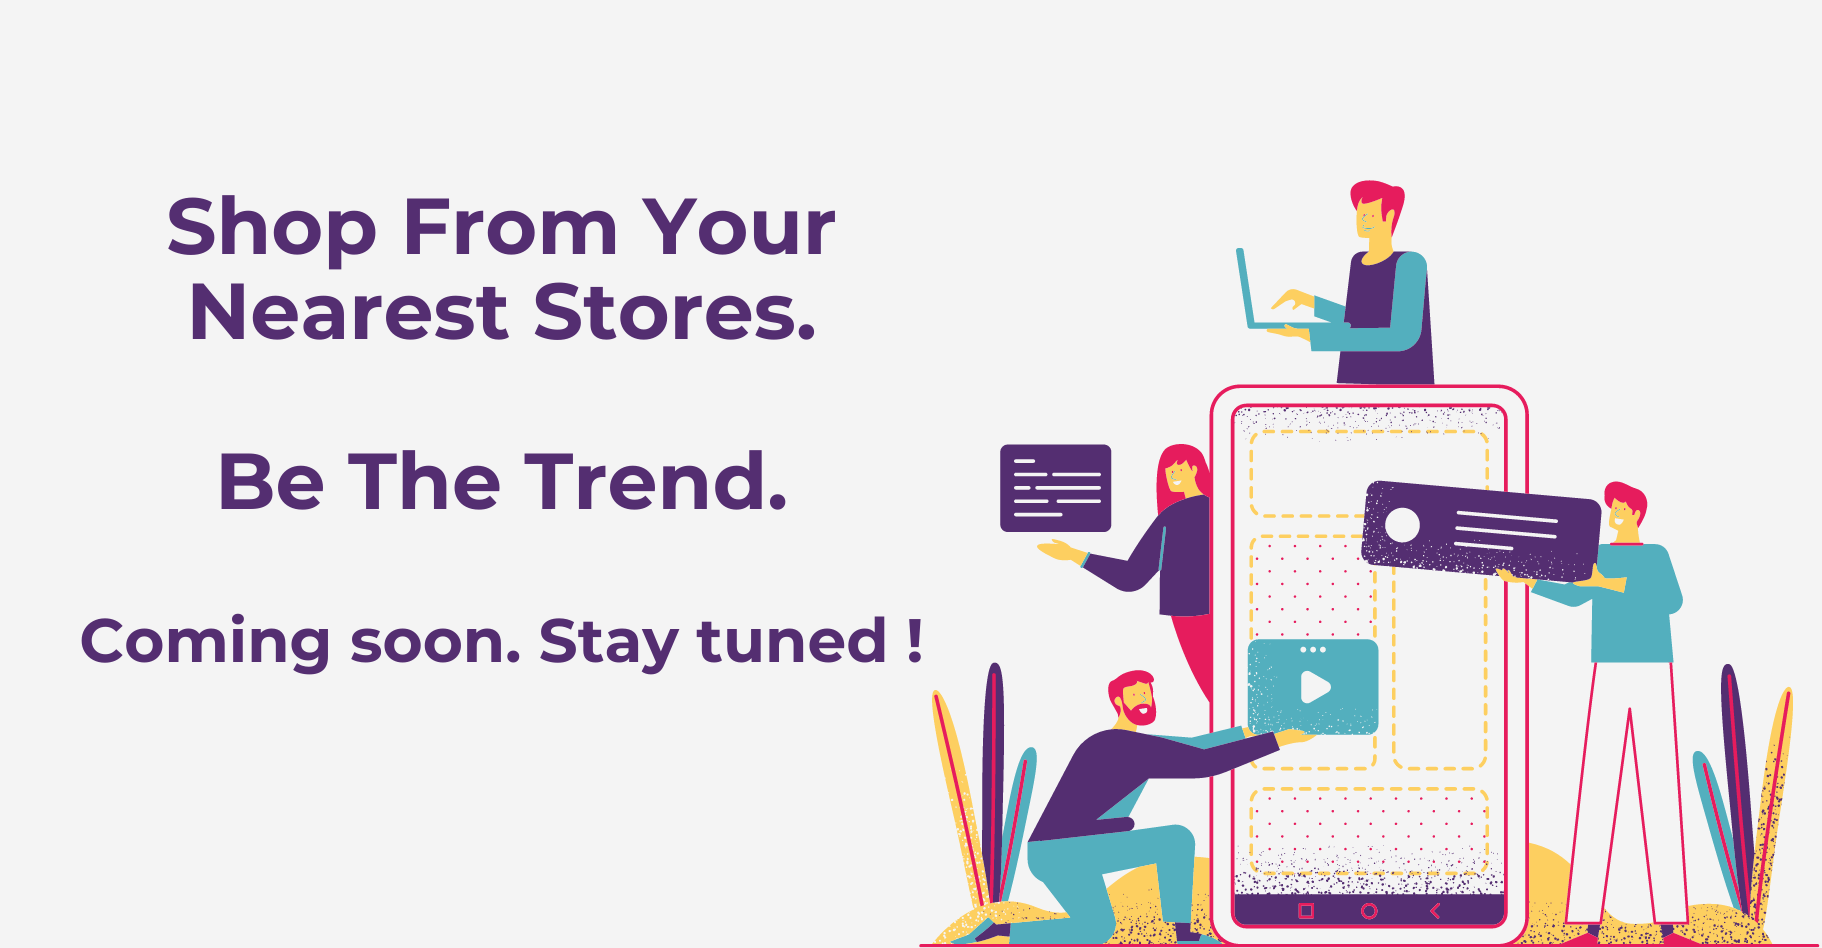 Shop From Your
Nearest Stores.
Be The Trend.
Coming soon. Stay tuned !